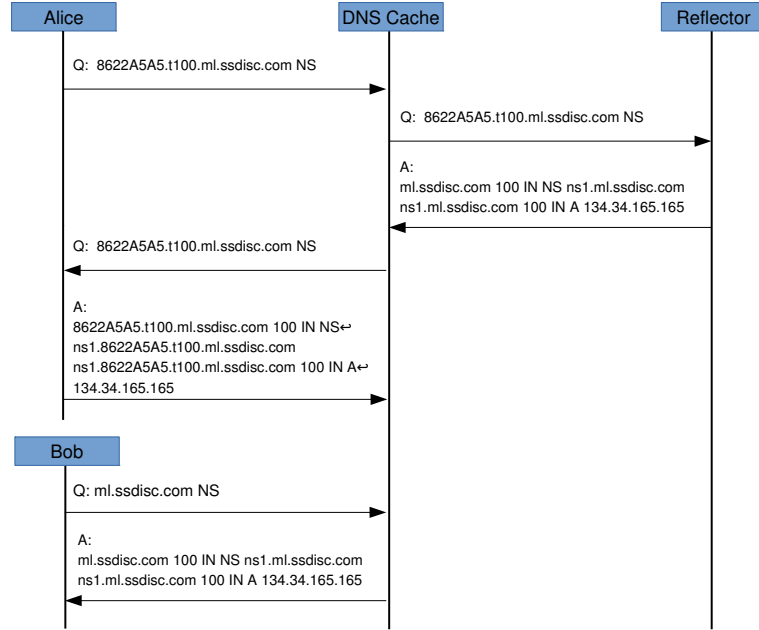 Alice
DNS Cache
Reflector
Q: 8622A5A5.t100.ml.ssdisc.com NS
Q: 8622A5A5.t100.ml.ssdisc.com NS
A:
ml.ssdisc.com 100 IN NS ns1.ml.ssdisc.com
ns1.ml.ssdisc.com 100 IN A 134.34.165.165
Q: 8622A5A5.t100.ml.ssdisc.com NS
A:
8622A5A5.t100.ml.ssdisc.com 100 IN NS↩
ns1.8622A5A5.t100.ml.ssdisc.com
ns1.8622A5A5.t100.ml.ssdisc.com 100 IN A↩
134.34.165.165
Bob
Q: ml.ssdisc.com NS
A:
ml.ssdisc.com 100 IN NS ns1.ml.ssdisc.com
ns1.ml.ssdisc.com 100 IN A 134.34.165.165